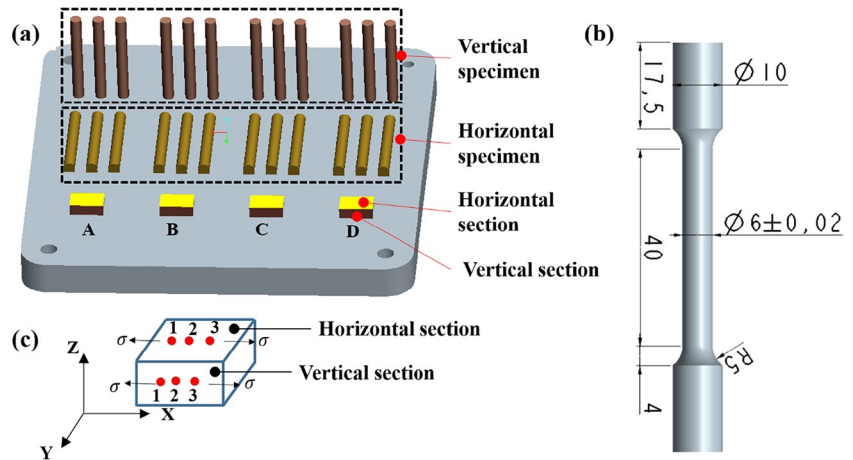 (a)
Vertical
specimen
Horizontal
specimen
Horizontal
section
A B C D
Vertical section
(b)
17,5
Ø10
Ø6±0,02
40
R5
4
(c)
Z
1 2 3
Horizontal section
σ σ
Vertical section
σ σ
1 2 3
X
Y